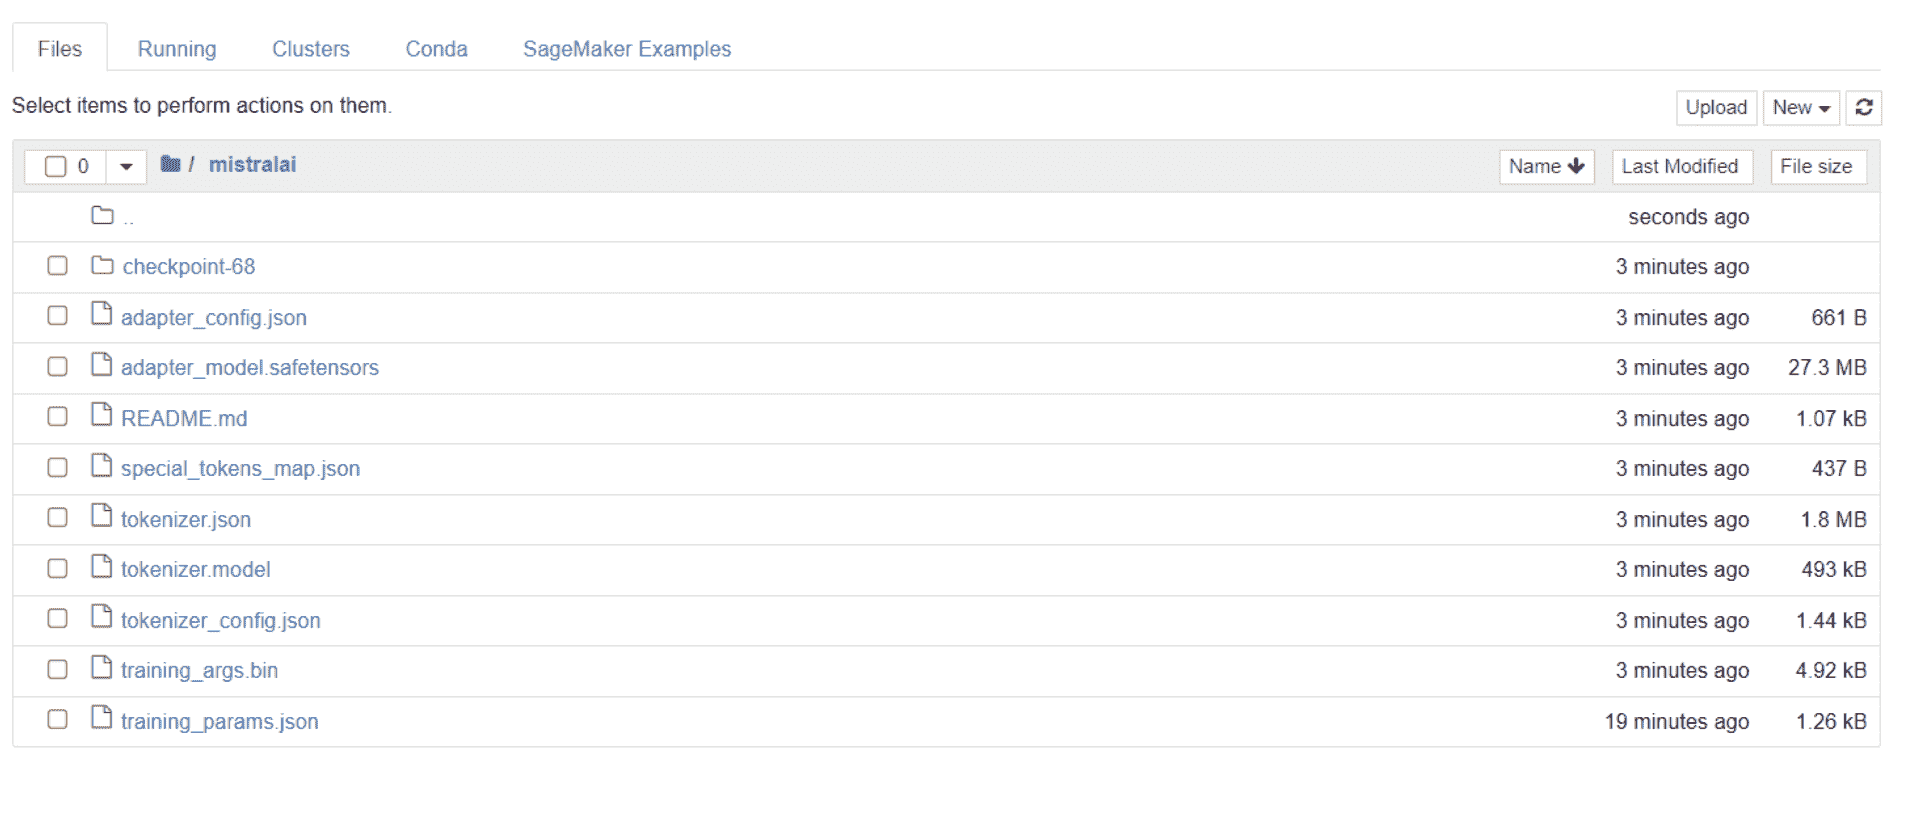 Files Running Clusters Conda SageMaker Examples
Select items to perform actions on them. Upload New
0 / mistralai Name Last Modified File size
.. seconds ago
checkpoint-68 3 minutes ago
adapter_config.json 3 minutes ago 661 B
adapter_model.safetensors 3 minutes ago 27.3 MB
README.md 3 minutes ago 1.07 kB
special_tokens_map.json 3 minutes ago 437 B
tokenizer.json 3 minutes ago 1.8 MB
tokenizer.model 3 minutes ago 493 kB
tokenizer_config.json 3 minutes ago 1.44 kB
training_args.bin 3 minutes ago 4.92 kB
training_params.json 19 minutes ago 1.26 kB